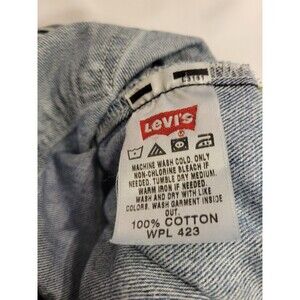 LEVI'S
MACHINE WASH COLD. ONLY
NON-CHLORINE BLEACH IF
NEEDED. TUMBLE DRY MEDIUM.
WARM IRON IF NEEDED.
WASH AND DRY WITH LIKE
COLORS. WASH GARMENT INSIDE
OUT.
100% COTTON
WPL 423